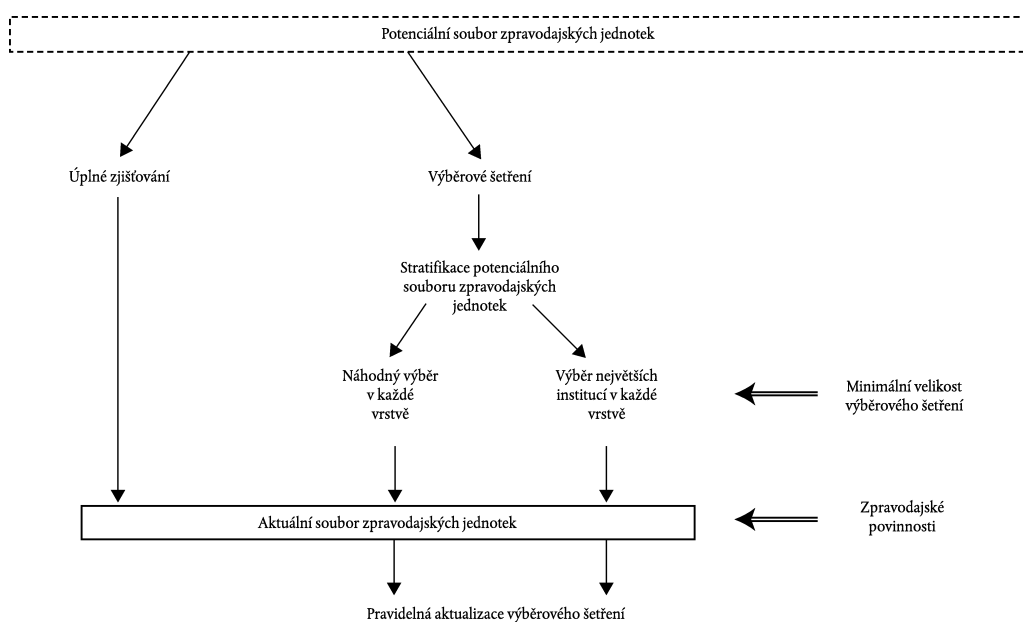 Potenciální soubor zpravodajských jednotek
Úplné zjišťování
Výběrové šetření
Stratifikace potenciálního
souboru zpravodajských
jednotek
Náhodný výběr
v každé
vrstvě
Výběr největších
institucí v každé
vrstvě
Minimální velikost
výběrového šetření
Aktuální soubor zpravodajských jednotek
Zpravodajské
povinnosti
Pravidelná aktualizace výběrového šetření